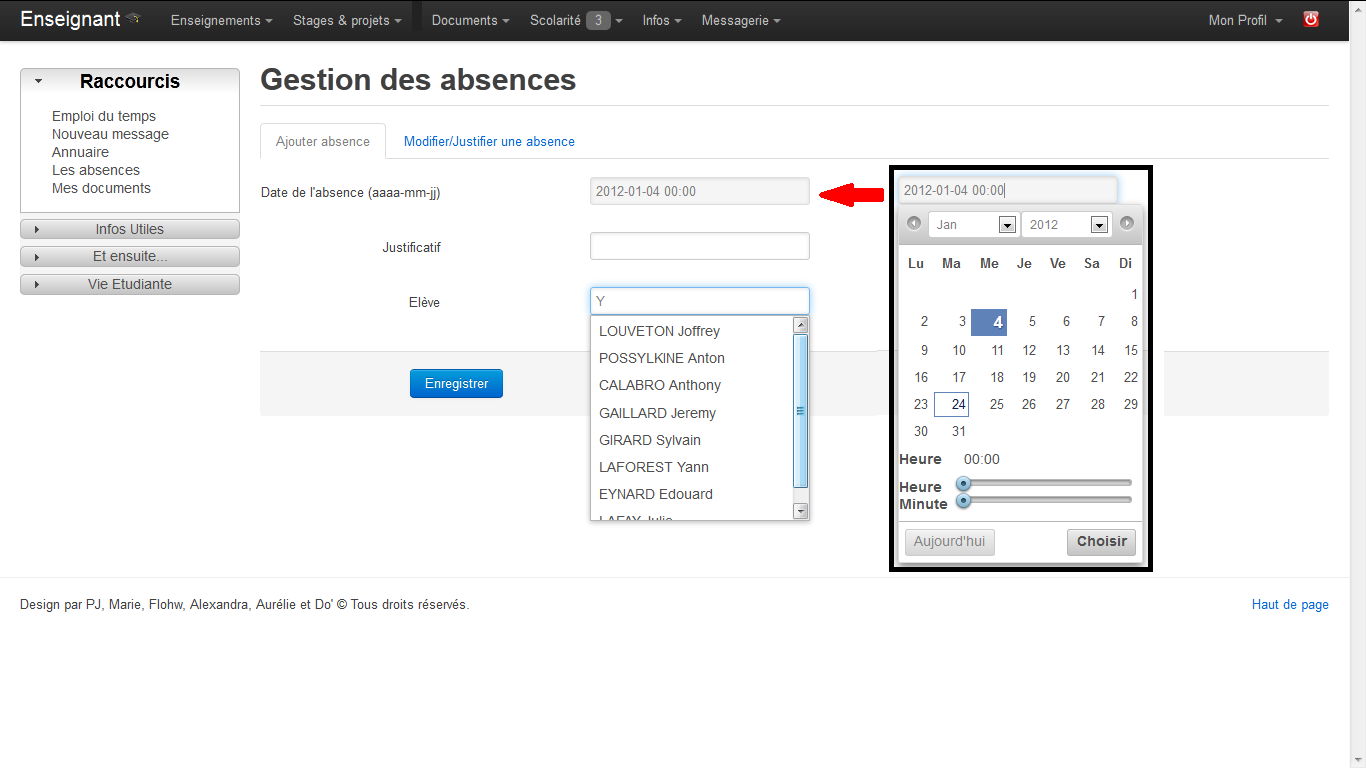 Enseignant Enseignements Stages & projets Documents Scolarité 3 Infos Messagerie Mon Profil
Raccourcis
Emploi du temps
Nouveau message
Annuaire
Les absences
Mes documents
Infos Utiles
Et ensuite...
Vie Etudiante
Gestion des absences
Ajouter absence Modifier/Justifier une absence
Date de l'absence (aaaa-mm-jj) 2012-01-04 00:00
Justificatif
Elève Y
LOUVETON Joffrey
POSSYLKINE Anton
CALABRO Anthony
GAILLARD Jeremy
GIRARD Sylvain
LAFOREST Yann
EYNARD Edouard
LAFAY Julie
Enregistrer
2012-01-04 00:00
Jan 2012
Lu Ma Me Je Ve Sa Di
1
2 3 4 5 6 7 8
9 10 11 12 13 14 15
16 17 18 19 20 21 22
23 24 25 26 27 28 29
30 31
Heure 00:00
Heure
Minute
Aujourd'hui Choisir
Design par PJ, Marie, Flohw, Alexandra, Aurélie et Do' © Tous droits réservés. Haut de page